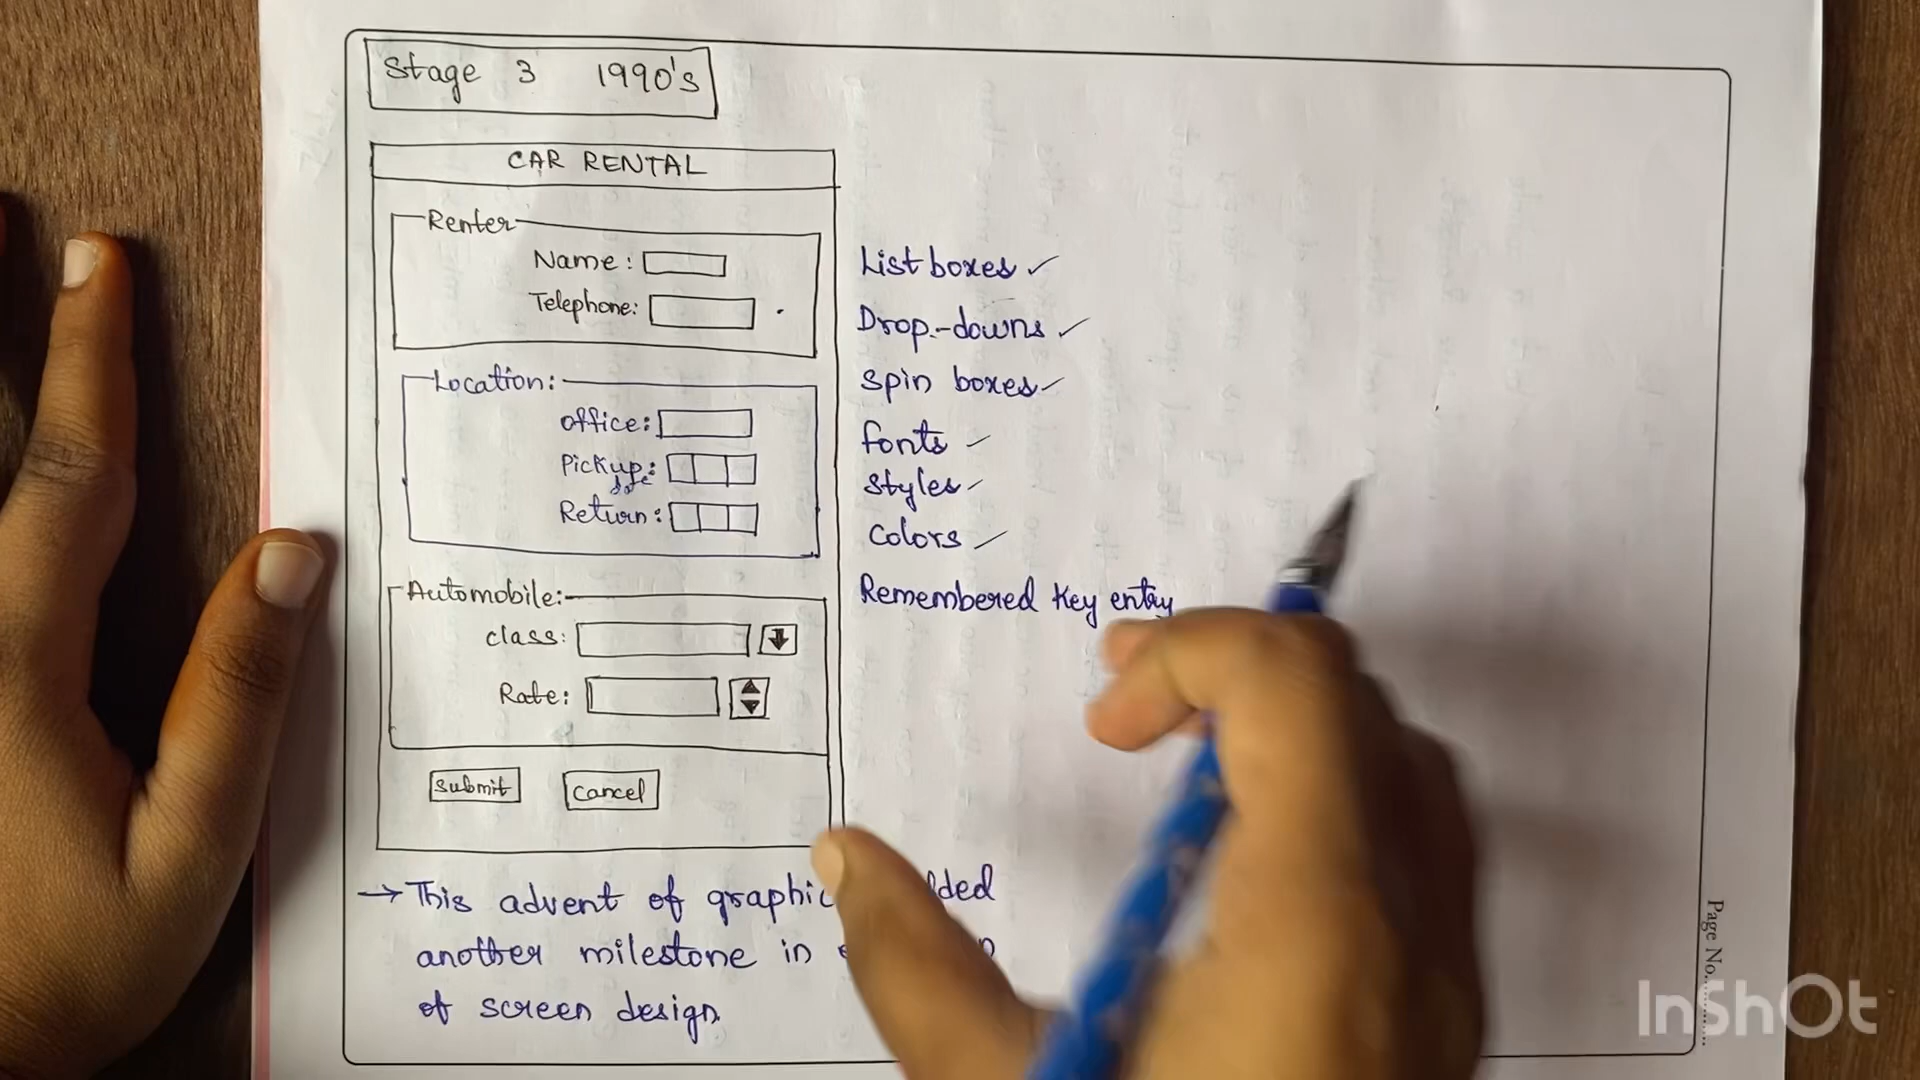 Stage 3 1990's
CAR RENTAL
Renter
Name:
Telephone:
Location:
Office:
Pickup:
Return:
Automobile:
class:
Rate:
Submit
Cancel
List boxes ✓
Drop-downs ✓
Spin boxes
fonts
Styles
Colors
Remembered Key entry
→ This advent of
another milestone in
of screen design.
Page No.
InShOt